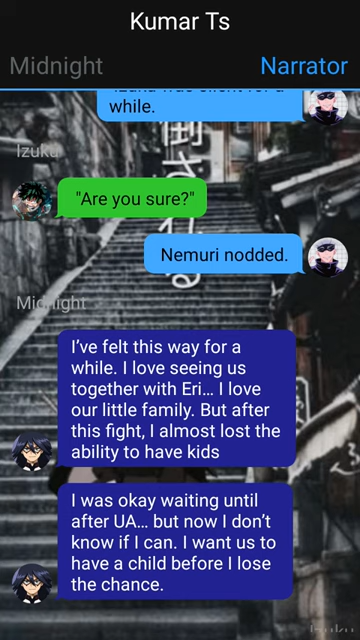 Kumar Ts
Midnight
Narrator
while.
Izuku
"Are you sure?"
Nemuri nodded.
Midnight
I've felt this way for a
while. I love seeing us
together with Eri... I love
our little family. But after
this fight, I almost lost the
ability to have kids
I was okay waiting until
after UA... but now I don't
know if I can. I want us to
have a child before I lose
the chance.